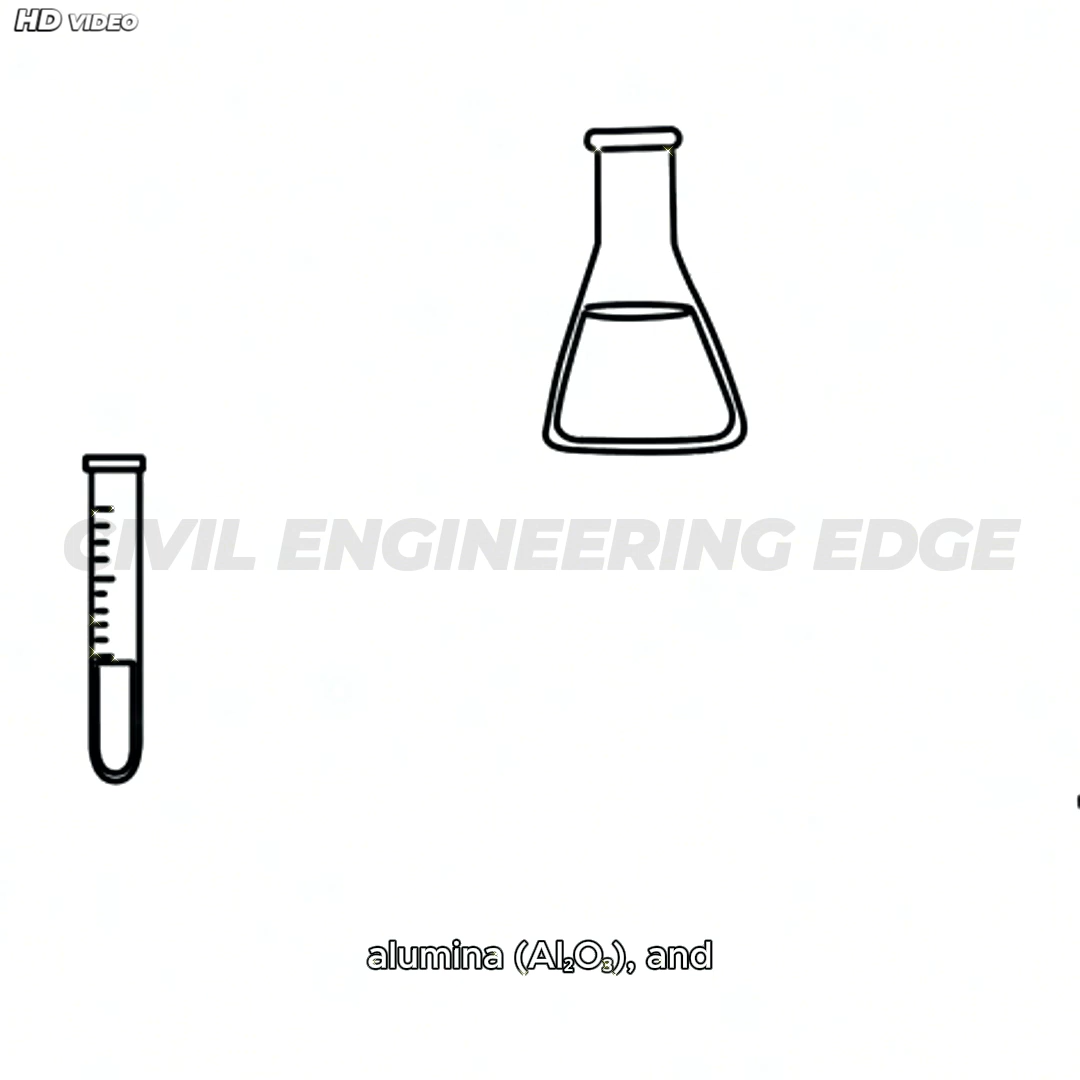 HD VIDEO
CIVIL ENGINEERING EDGE
alumina (Al₂O₃), and